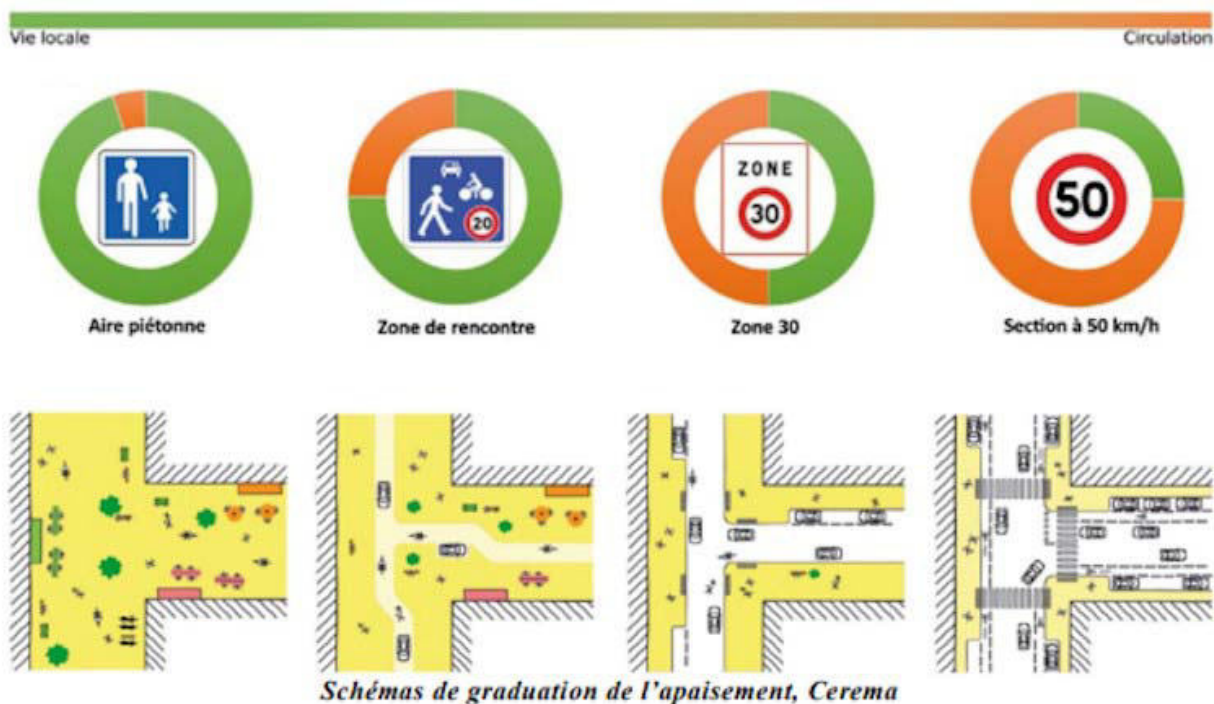 Vie locale
Circulation
20
ZONE
30
50
Aire piétonne
Zone de rencontre
Zone 30
Section à 50 km/h
Schémas de graduation de l'apaisement, Cerema